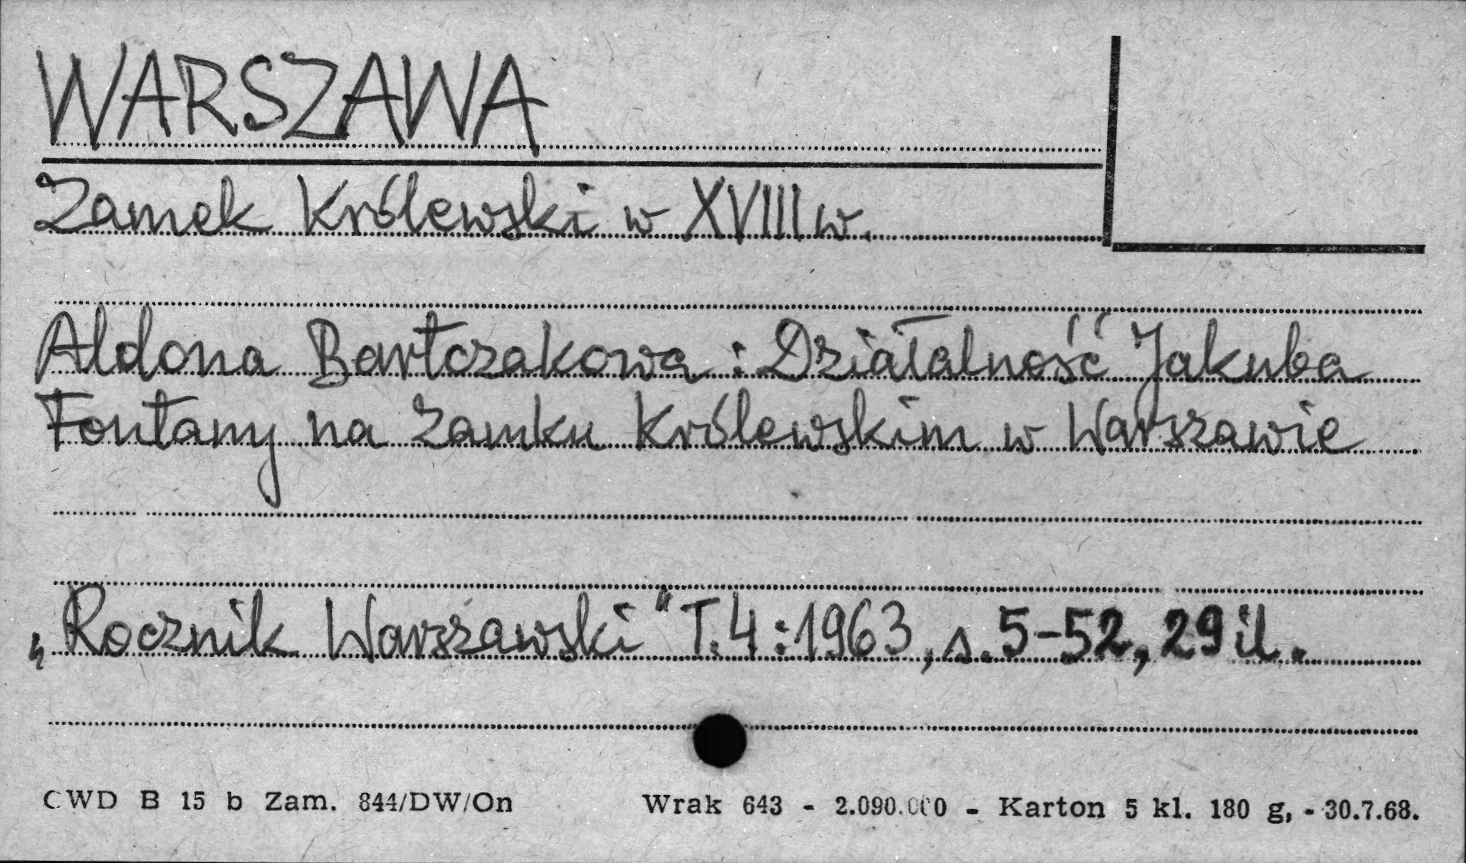 WARSZAWA
Zamek Królewski w XVIII w.
Aldona Bartczakowa : Działalność Jakuba
Fontany na Zamku Królewskim w Warszawie
„Rocznik Warszawski" T.4 : 1963, s. 5-52, 29 il.
CWD B 15 b Zam. 844/DW/On Wrak 643 - 2.090.000 - Karton 5 kl. 180 g, - 30.7.68.